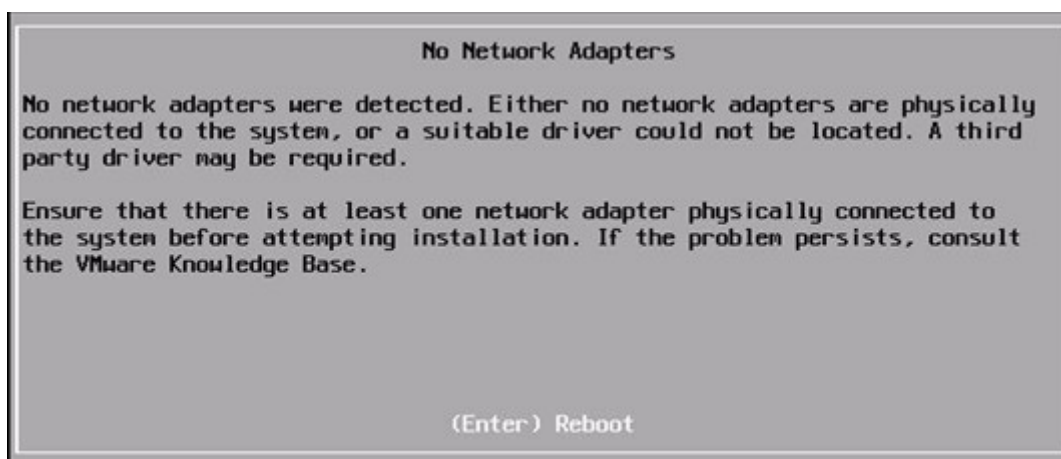 No Network Adapters
No network adapters were detected. Either no network adapters are physically
connected to the system, or a suitable driver could not be located. A third
party driver may be required.
Ensure that there is at least one network adapter physically connected to
the system before attempting installation. If the problem persists, consult
the VMware Knowledge Base.
(Enter) Reboot